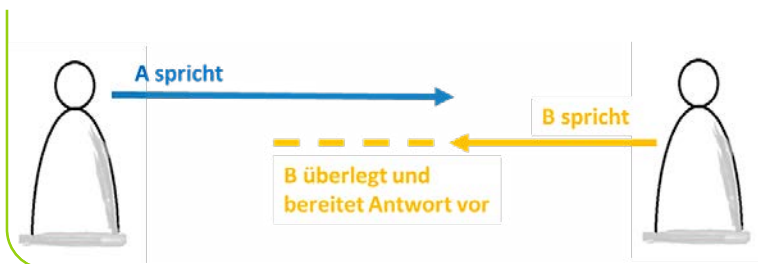 A spricht
B spricht
B überlegt und
bereitet Antwort vor